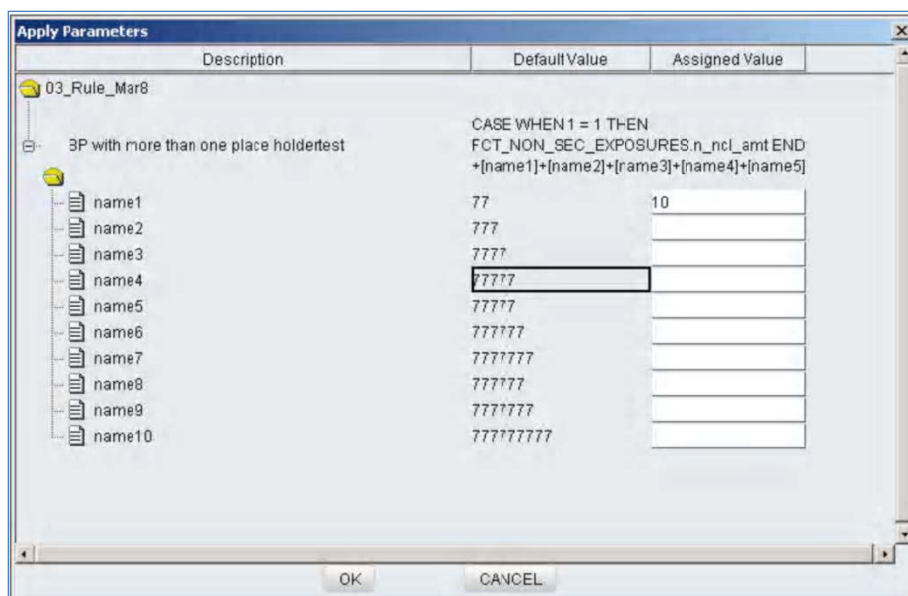 Apply Parameters
Description Default Value Assigned Value
03_Rule_Mar8
CASE WHEN 1 = 1 THEN
BP with more than one place holdertest FCT_NON_SEC_EXPOSURES.n_ncl_amt END
+[name1]+[name2]+[name3]+[name4]+[name5]
name1 77 10
name2 777
name3 7777
name4 77777
name5 77777
name6 777777
name7 7777777
name8 777777
name9 7777777
name10 777777777
OK CANCEL